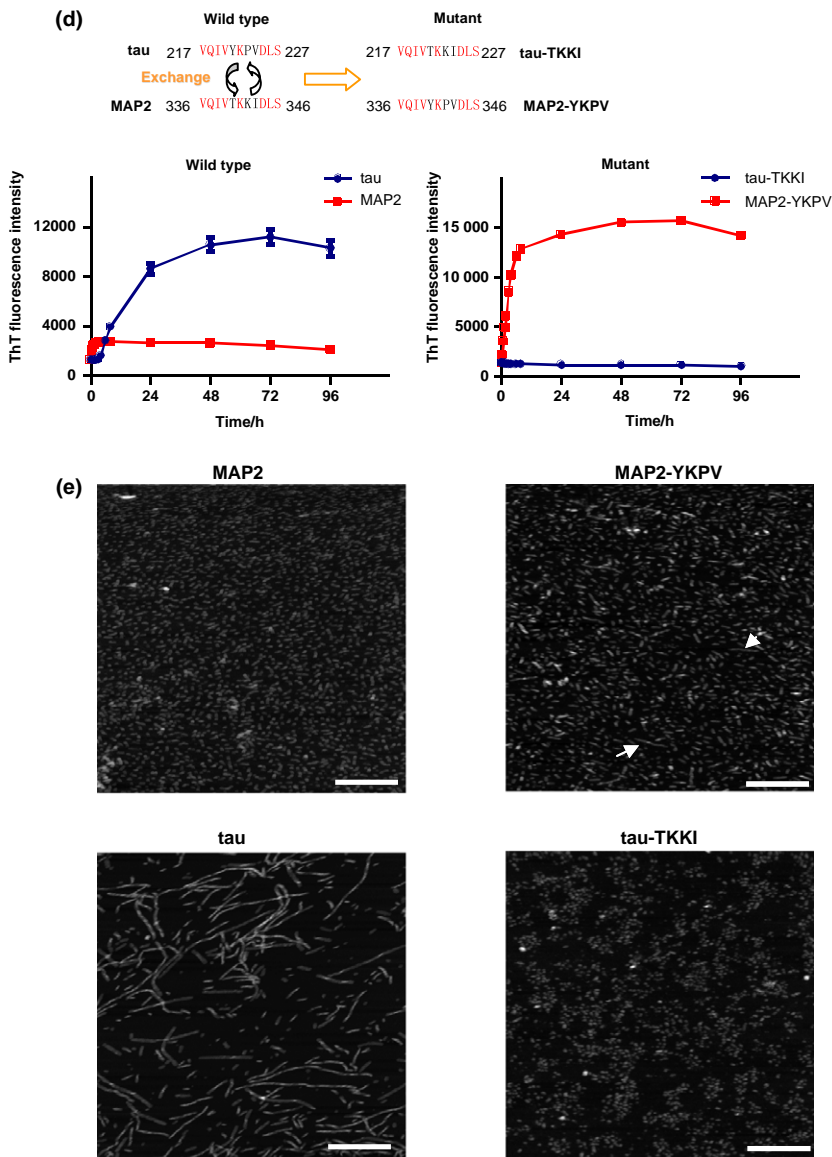 (d)
Wild type
Mutant
tau 217 VQIVYKPVDLS 227
217 VQIVTKKIDLS 227 tau-TKKI
Exchange
MAP2 336 VQIVTKKIDLS 346
336 VQIVYKPVDLS 346 MAP2-YKPV
Wild type
tau
MAP2
ThT fluorescence intensity
12000
8000
4000
0
0 24 48 72 96
Time/h
Mutant
tau-TKKI
MAP2-YKPV
ThT fluorescence intensity
15 000
10 000
5000
0
0 24 48 72 96
Time/h
(e)
MAP2
MAP2-YKPV
tau
tau-TKKI